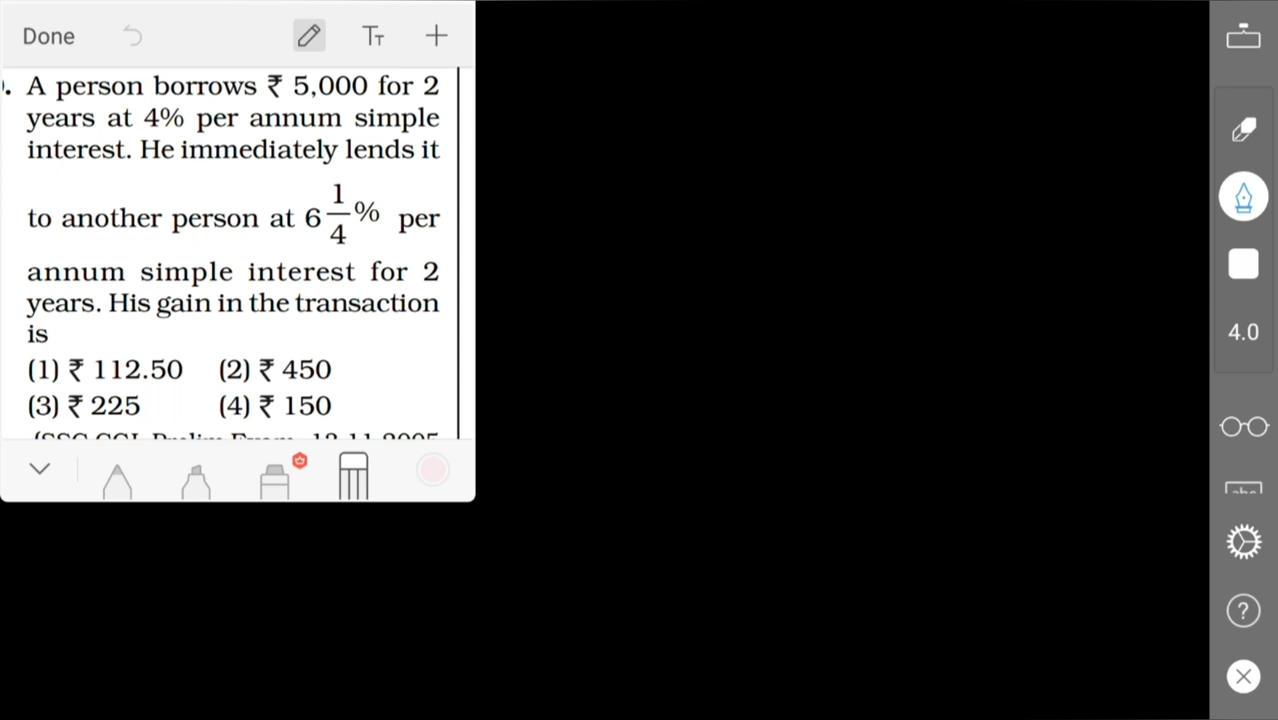 Done
. A person borrows ₹ 5,000 for 2
years at 4% per annum simple
interest. He immediately lends it
to another person at 6 1/4 % per
annum simple interest for 2
years. His gain in the transaction
is
(1) ₹ 112.50 (2) ₹ 450
(3) ₹ 225 (4) ₹ 150
4.0
abc
?